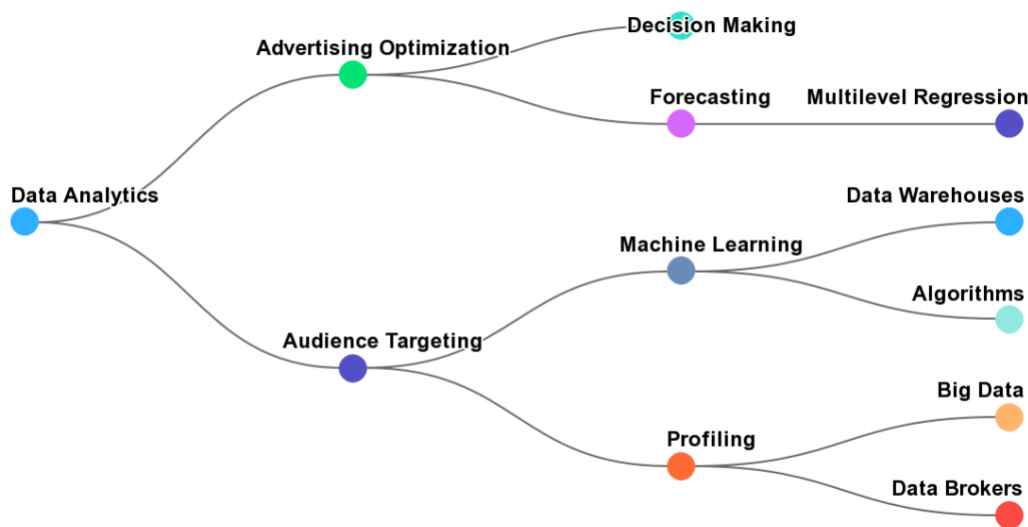 Decision Making
Advertising Optimization
Forecasting
Multilevel Regression
Data Analytics
Data Warehouses
Machine Learning
Algorithms
Audience Targeting
Big Data
Profiling
Data Brokers